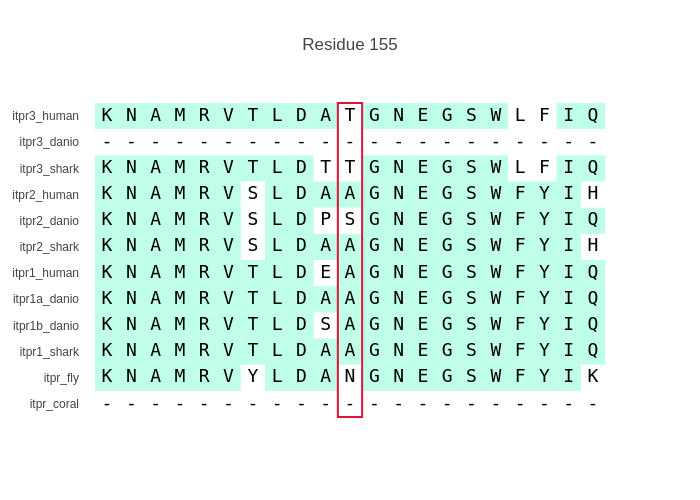 Residue 155
itpr3_human K N A M R V T L D A T G N E G S W L F I Q
itpr3_danio - - - - - - - - - - - - - - - - - - - - -
itpr3_shark K N A M R V T L D T T G N E G S W L F I Q
itpr2_human K N A M R V S L D A A G N E G S W F Y I H
itpr2_danio K N A M R V S L D P S G N E G S W F Y I Q
itpr2_shark K N A M R V S L D A A G N E G S W F Y I H
itpr1_human K N A M R V T L D E A G N E G S W F Y I Q
itpr1a_danio K N A M R V T L D A A G N E G S W F Y I Q
itpr1b_danio K N A M R V T L D S A G N E G S W F Y I Q
itpr1_shark K N A M R V T L D A A G N E G S W F Y I Q
itpr_fly K N A M R V Y L D A N G N E G S W F Y I K
itpr_coral - - - - - - - - - - - - - - - - - - - - -